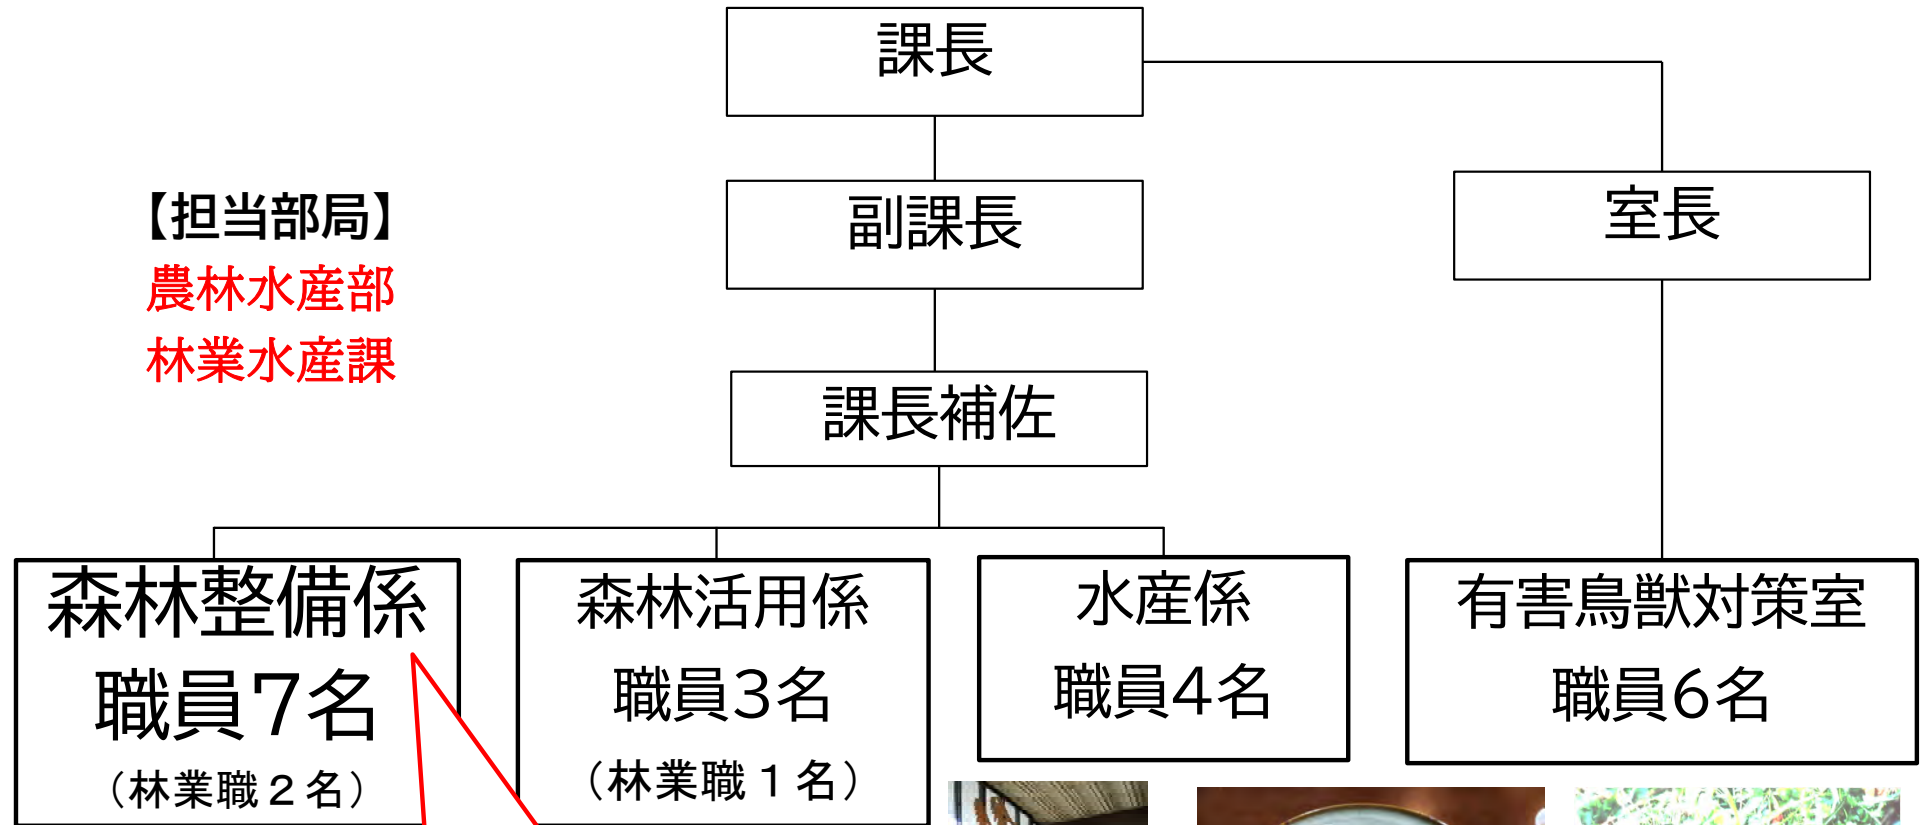 課長
【担当部局】
農林水産部
林業水産課
副課長
室長
課長補佐
森林整備係
職員7名
（林業職２名）
森林活用係
職員3名
（林業職１名）
水産係
職員4名
有害鳥獣対策室
職員6名